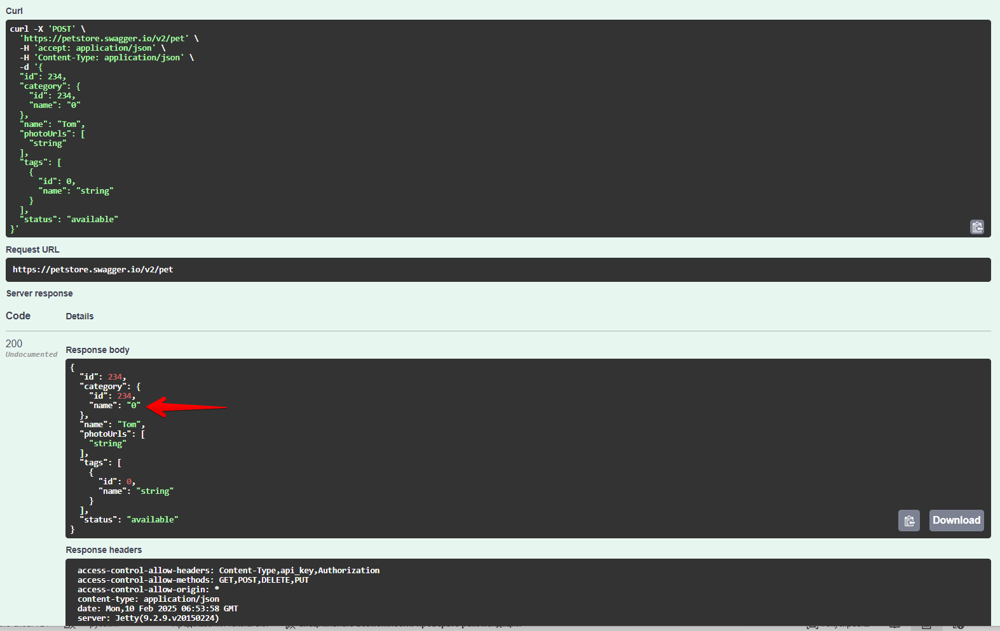 Curl
curl -X 'POST' \
  'https://petstore.swagger.io/v2/pet' \
  -H 'accept: application/json' \
  -H 'Content-Type: application/json' \
  -d '{
  "id": 234,
  "category": {
    "id": 234,
    "name": "0"
  },
  "name": "Tom",
  "photoUrls": [
    "string"
  ],
  "tags": [
    {
      "id": 0,
      "name": "string"
    }
  ],
  "status": "available"
}'
Request URL
https://petstore.swagger.io/v2/pet
Server response
Code Details
200
Undocumented
Response body
{
  "id": 234,
  "category": {
    "id": 234,
    "name": "0"
  },
  "name": "Tom",
  "photoUrls": [
    "string"
  ],
  "tags": [
    {
      "id": 0,
      "name": "string"
    }
  ],
  "status": "available"
}
Download
Response headers
access-control-allow-headers: Content-Type,api_key,Authorization
access-control-allow-methods: GET,POST,DELETE,PUT
access-control-allow-origin: *
content-type: application/json
date: Mon,10 Feb 2025 06:53:58 GMT
server: Jetty(9.2.9.v20150224)